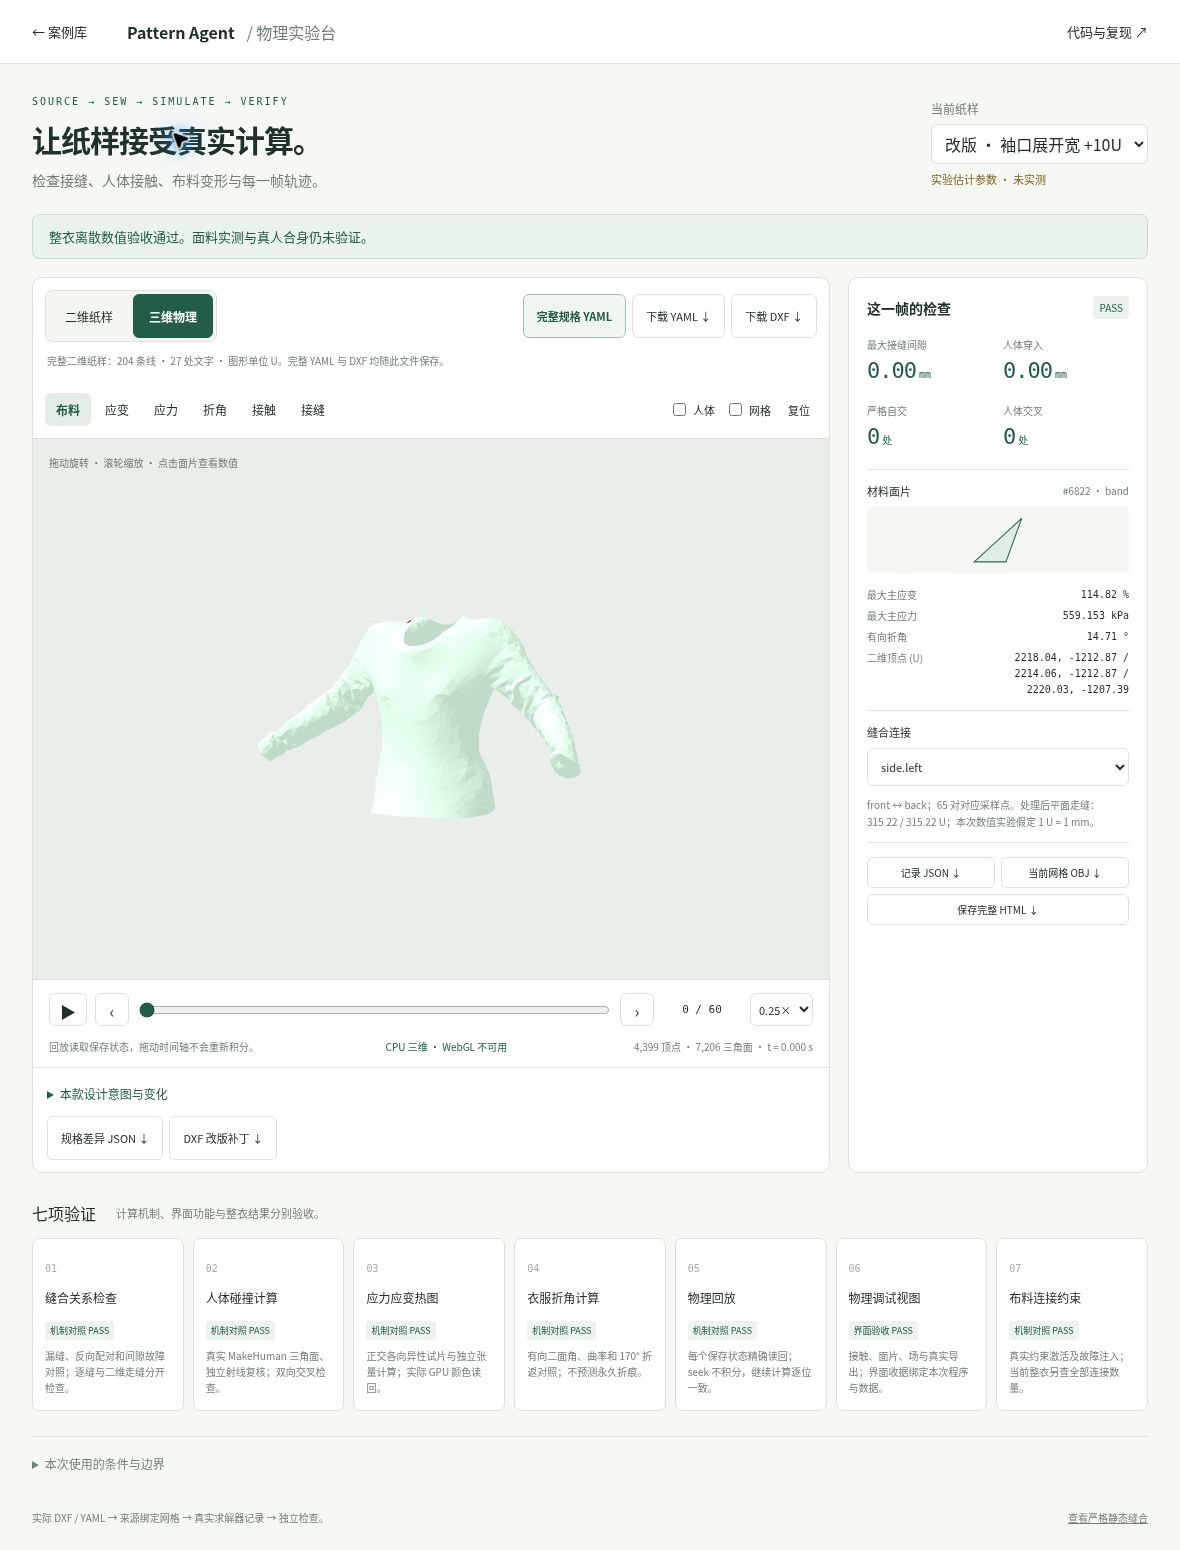 ← 案例库
Pattern Agent / 物理实验台
代码与复现 ↗
SOURCE → SEW → SIMULATE → VERIFY
让纸样接受真实计算。
检查接缝、人体接触、布料变形与每一帧轨迹。
当前纸样
改版 · 袖口展开宽 +10U
实验估计参数 · 未实测
整衣离散数值验收通过。面料实测与真人合身仍未验证。
二维纸样
三维物理
完整规格 YAML
下载 YAML ↓
下载 DXF ↓
完整二维纸样：204 条线 · 27 处文字 · 图形单位 U。完整 YAML 与 DXF 均随此文件保存。
布料
应变
应力
折角
接触
接缝
人体
网格
复位
拖动旋转 · 滚轮缩放 · 点击面片查看数值
▶
‹
›
0 / 60
0.25×
回放读取保存状态，拖动时间轴不会重新积分。
CPU 三维 · WebGL 不可用
4,399 顶点 · 7,206 三角面 · t = 0.000 s
▶ 本款设计意图与变化
规格差异 JSON ↓
DXF 改版补丁 ↓
这一帧的检查
PASS
最大接缝间隙
人体穿入
0.00 mm
0.00 mm
严格自交
人体交叉
0 处
0 处
材料面片
#6822 · band
最大主应变
114.82 %
最大主应力
559.153 kPa
有向折角
14.71 °
二维顶点 (U)
2218.04, -1212.87 /
2214.06, -1212.87 /
2220.03, -1207.39
缝合连接
side.left
front ↔ back；65 对对应采样点。处理后平面走缝：
315.22 / 315.22 U；本次数值实验假定 1 U = 1 mm。
记录 JSON ↓
当前网格 OBJ ↓
保存完整 HTML ↓
七项验证
计算机制、界面功能与整衣结果分别验收。
01
缝合关系检查
机制对照 PASS
漏缝、反向配对和间隙故障
对照；逐缝与二维走缝分开
检查。
02
人体碰撞计算
机制对照 PASS
真实 MakeHuman 三角面、
独立射线复核；双向交叉检
查。
03
应力应变热图
机制对照 PASS
正交各向异性试片与独立张
量计算；实际 GPU 颜色读
回。
04
衣服折角计算
机制对照 PASS
有向二面角、曲率和 170° 折
返对照；不预测永久折痕。
05
物理回放
机制对照 PASS
每个保存状态精确读回；
seek 不积分，继续计算逐位
一致。
06
物理调试视图
界面验收 PASS
接触、面片、场与真实导
出；界面收据绑定本次程序
与数据。
07
布料连接约束
机制对照 PASS
真实约束激活及故障注入；
当前整衣另查全部连接数
量。
▶ 本次使用的条件与边界
实际 DXF / YAML → 来源绑定网格 → 真实求解器记录 → 独立检查。
查看严格静态缝合